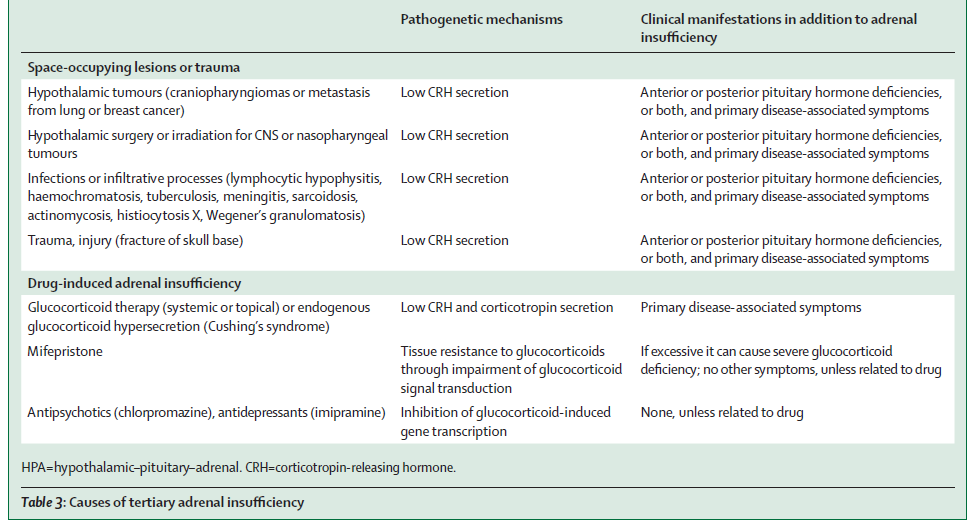 Pathogenetic mechanisms
Clinical manifestations in addition to adrenal
insufficiency
Space-occupying lesions or trauma
Hypothalamic tumours (craniopharyngiomas or metastasis
from lung or breast cancer)
Low CRH secretion
Anterior or posterior pituitary hormone deficiencies,
or both, and primary disease-associated symptoms
Hypothalamic surgery or irradiation for CNS or nasopharyngeal
tumours
Low CRH secretion
Anterior or posterior pituitary hormone deficiencies,
or both, and primary disease-associated symptoms
Infections or infiltrative processes (lymphocytic hypophysitis,
haemochromatosis, tuberculosis, meningitis, sarcoidosis,
actinomycosis, histiocytosis X, Wegener's granulomatosis)
Low CRH secretion
Anterior or posterior pituitary hormone deficiencies,
or both, and primary disease-associated symptoms
Trauma, injury (fracture of skull base)
Low CRH secretion
Anterior or posterior pituitary hormone deficiencies,
or both, and primary disease-associated symptoms
Drug-induced adrenal insufficiency
Glucocorticoid therapy (systemic or topical) or endogenous
glucocorticoid hypersecretion (Cushing's syndrome)
Low CRH and corticotropin secretion
Primary disease-associated symptoms
Mifepristone
Tissue resistance to glucocorticoids
through impairment of glucocorticoid
signal transduction
If excessive it can cause severe glucocorticoid
deficiency; no other symptoms, unless related to drug
Antipsychotics (chlorpromazine), antidepressants (imipramine)
Inhibition of glucocorticoid-induced
gene transcription
None, unless related to drug
HPA=hypothalamic–pituitary–adrenal. CRH=corticotropin-releasing hormone.
Table 3: Causes of tertiary adrenal insufficiency